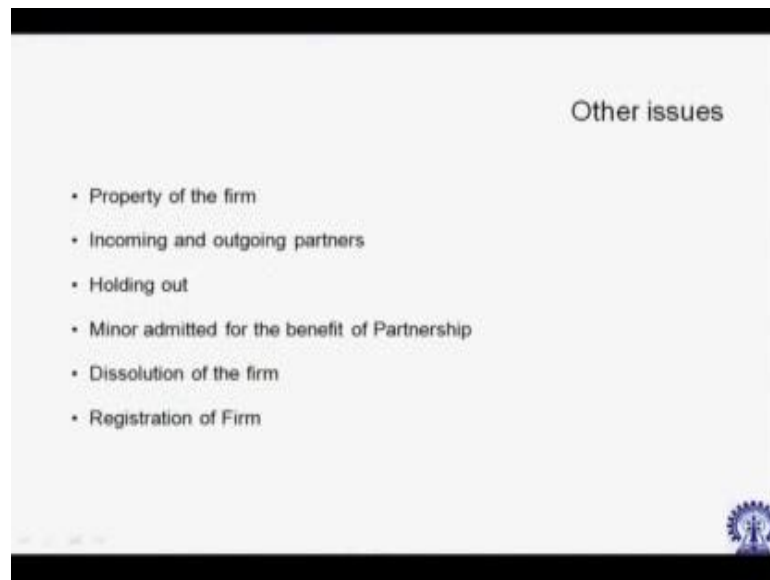 Other issues
• Property of the firm
• Incoming and outgoing partners
• Holding out
• Minor admitted for the benefit of Partnership
• Dissolution of the firm
• Registration of Firm